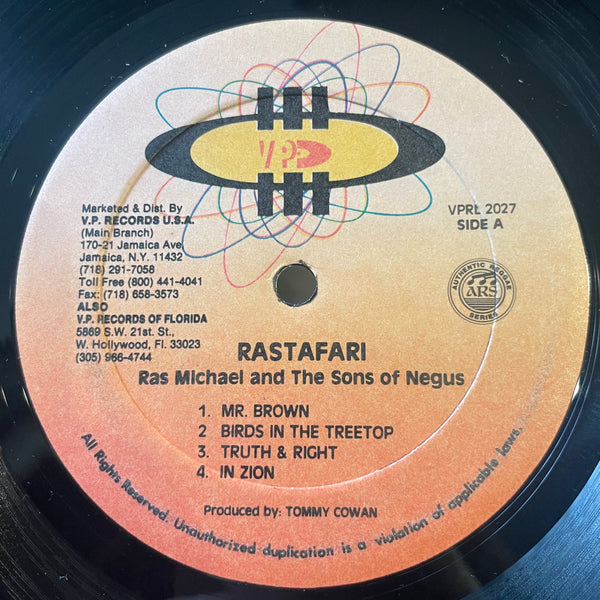 VP
Marketed & Dist. By
V.P. RECORDS U.S.A.
(Main Branch)
170-21 Jamaica Ave.
Jamaica, N.Y. 11432
(718) 291-7058
Toll Free (800) 441-4041
Fax: (718) 658-3573
ALSO
V.P. RECORDS OF FLORIDA
5869 S.W. 21st. St.,
W. Hollywood, Fl. 33023
(305) 966-4744
VPRL 2027
SIDE A
AUTHENTIC REGGAE
ARS
SERIES
RASTAFARI
Ras Michael and The Sons of Negus
1. MR. BROWN
2 BIRDS IN THE TREETOP
3. TRUTH & RIGHT
4. IN ZION
Produced by: TOMMY COWAN
All Rights Reserved. Unauthorized duplication is a violation of applicable laws.